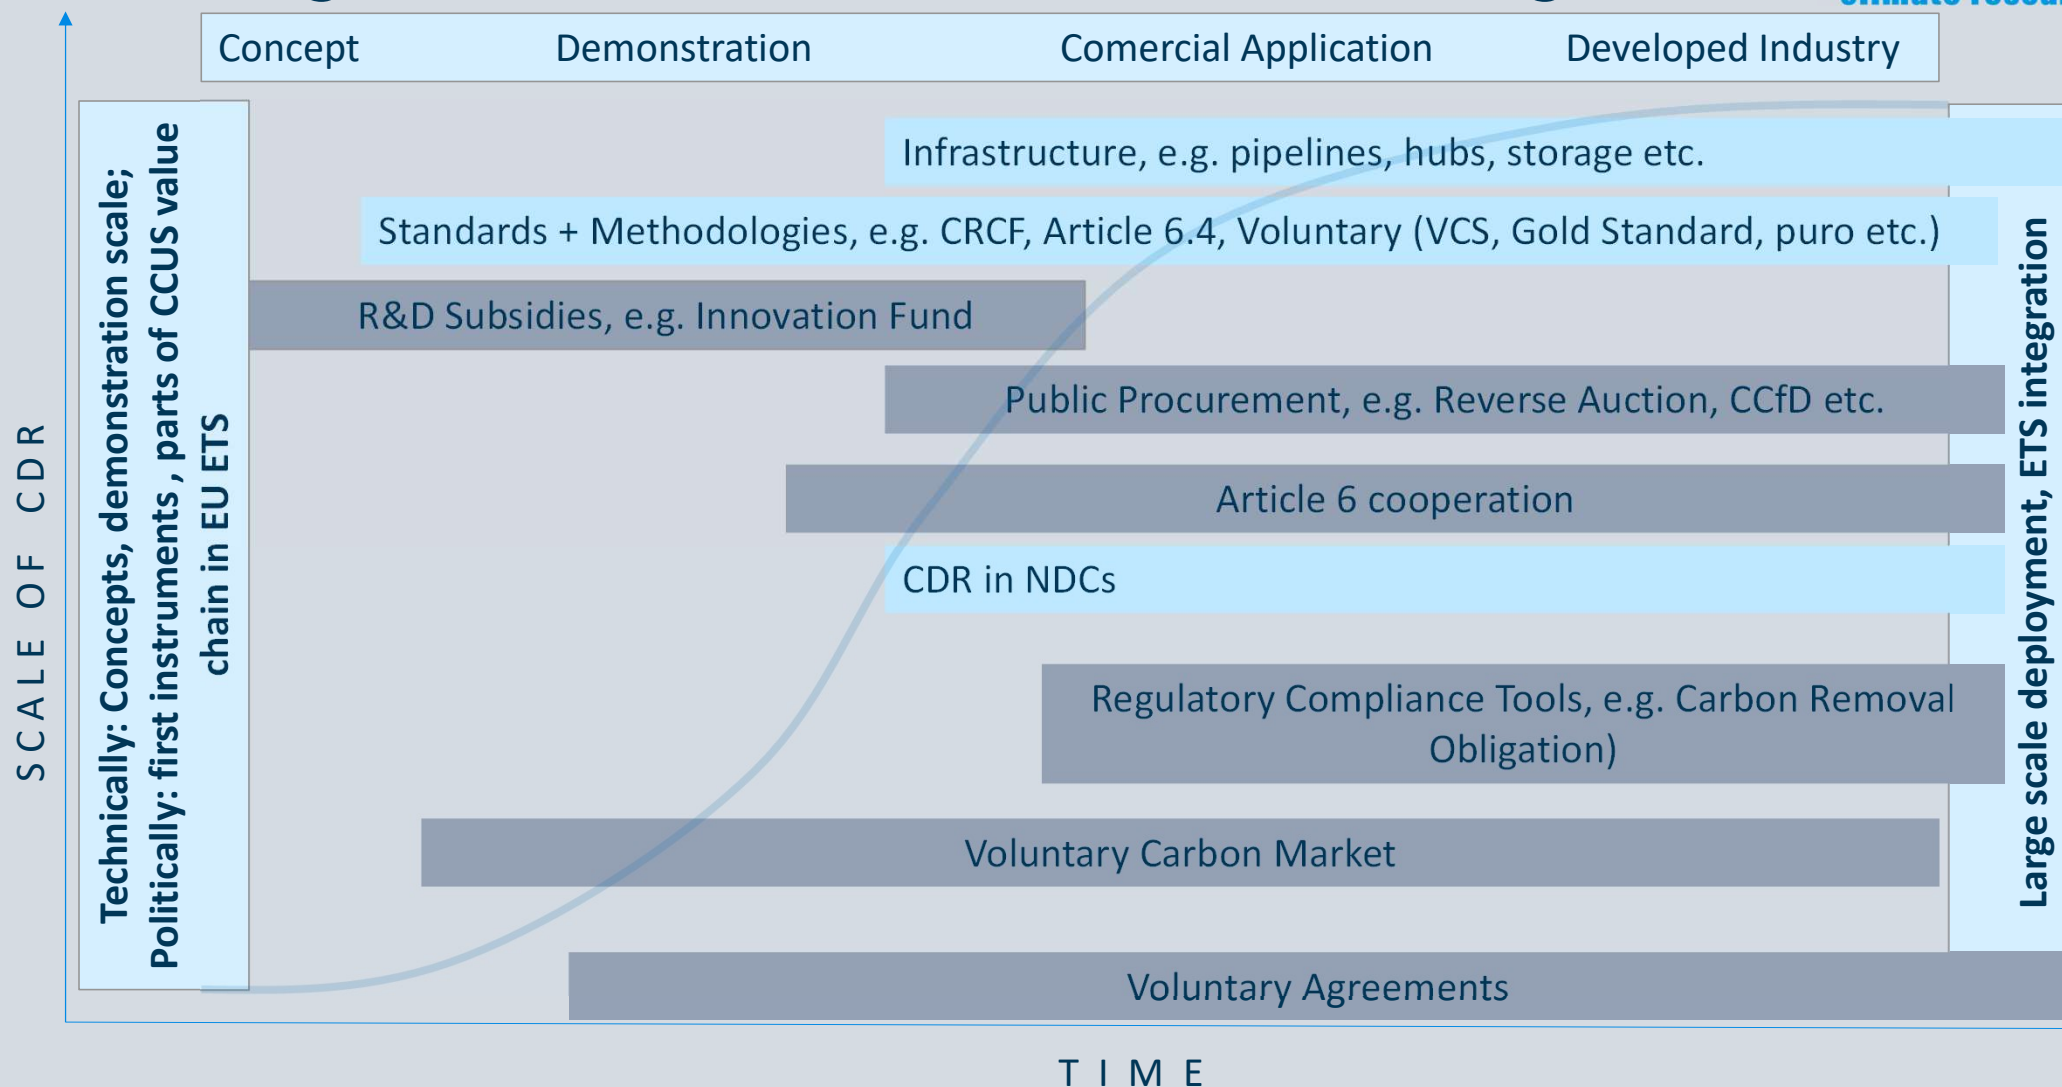 Concept
Demonstration
Comercial Application
Developed Industry
Technically: Concepts, demonstration scale;
Politically: first instruments , parts of CCUS value
chain in EU ETS
Infrastructure, e.g. pipelines, hubs, storage etc.
Standards + Methodologies, e.g. CRCF, Article 6.4, Voluntary (VCS, Gold Standard, puro etc.)
R&D Subsidies, e.g. Innovation Fund
Public Procurement, e.g. Reverse Auction, CCfD etc.
Article 6 cooperation
CDR in NDCs
Regulatory Compliance Tools, e.g. Carbon Removal
Obligation)
Voluntary Carbon Market
Voluntary Agreements
Large scale deployment, ETS integration
SCALE OF CDR
TIME